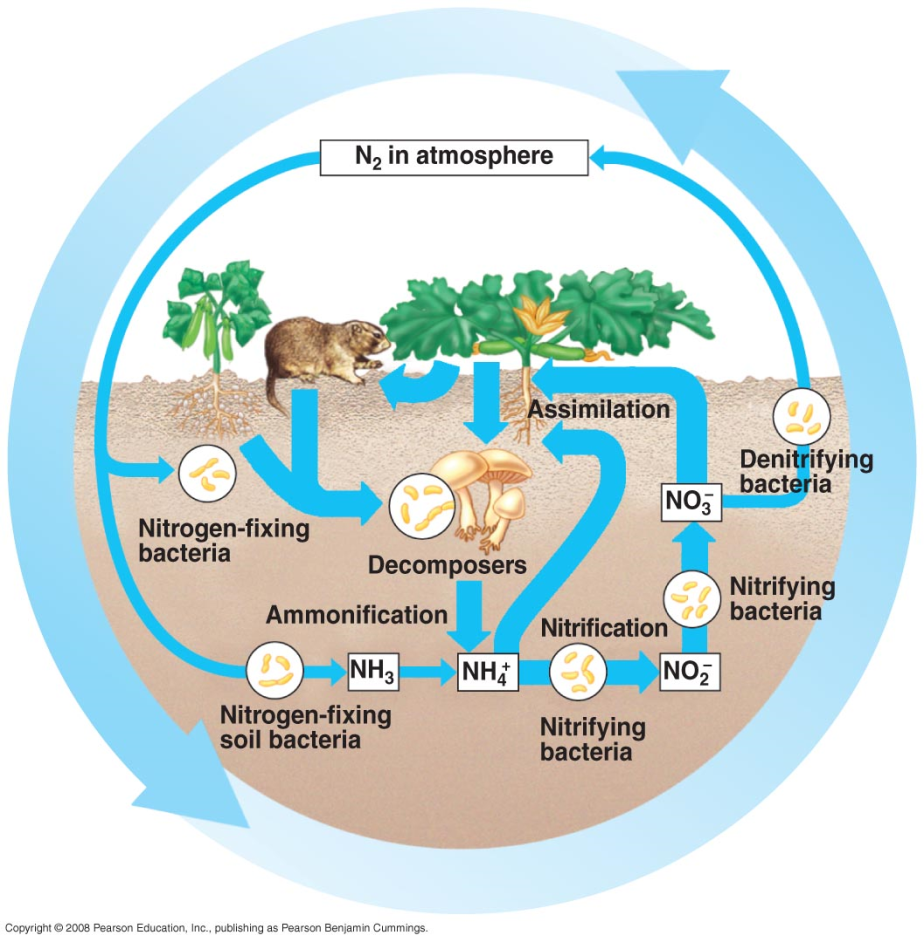 N₂ in atmosphere
Assimilation
Denitrifying
bacteria
NO₃⁻
Nitrogen-fixing
bacteria
Decomposers
Nitrifying
bacteria
Ammonification
Nitrification
NH₃
NH₄⁺
NO₂⁻
Nitrogen-fixing
soil bacteria
Nitrifying
bacteria
Copyright © 2008 Pearson Education, Inc., publishing as Pearson Benjamin Cummings.